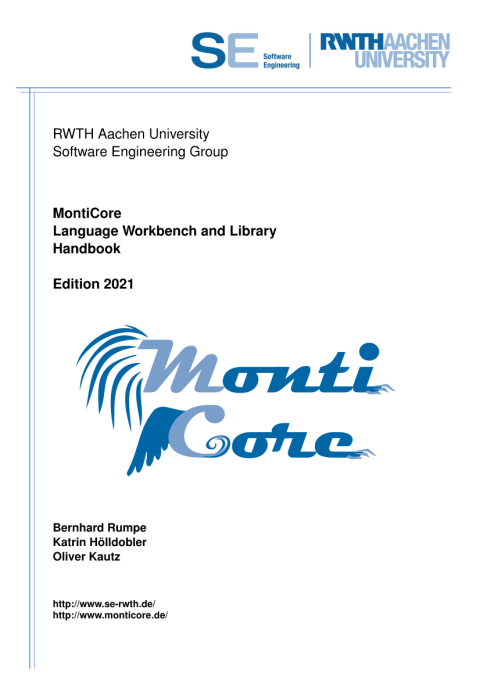 SE Software
Engineering
RWTHAACHEN
UNIVERSITY
RWTH Aachen University
Software Engineering Group
MontiCore
Language Workbench and Library
Handbook
Edition 2021
Monti
Core
Bernhard Rumpe
Katrin Hölldobler
Oliver Kautz
http://www.se-rwth.de/
http://www.monticore.de/